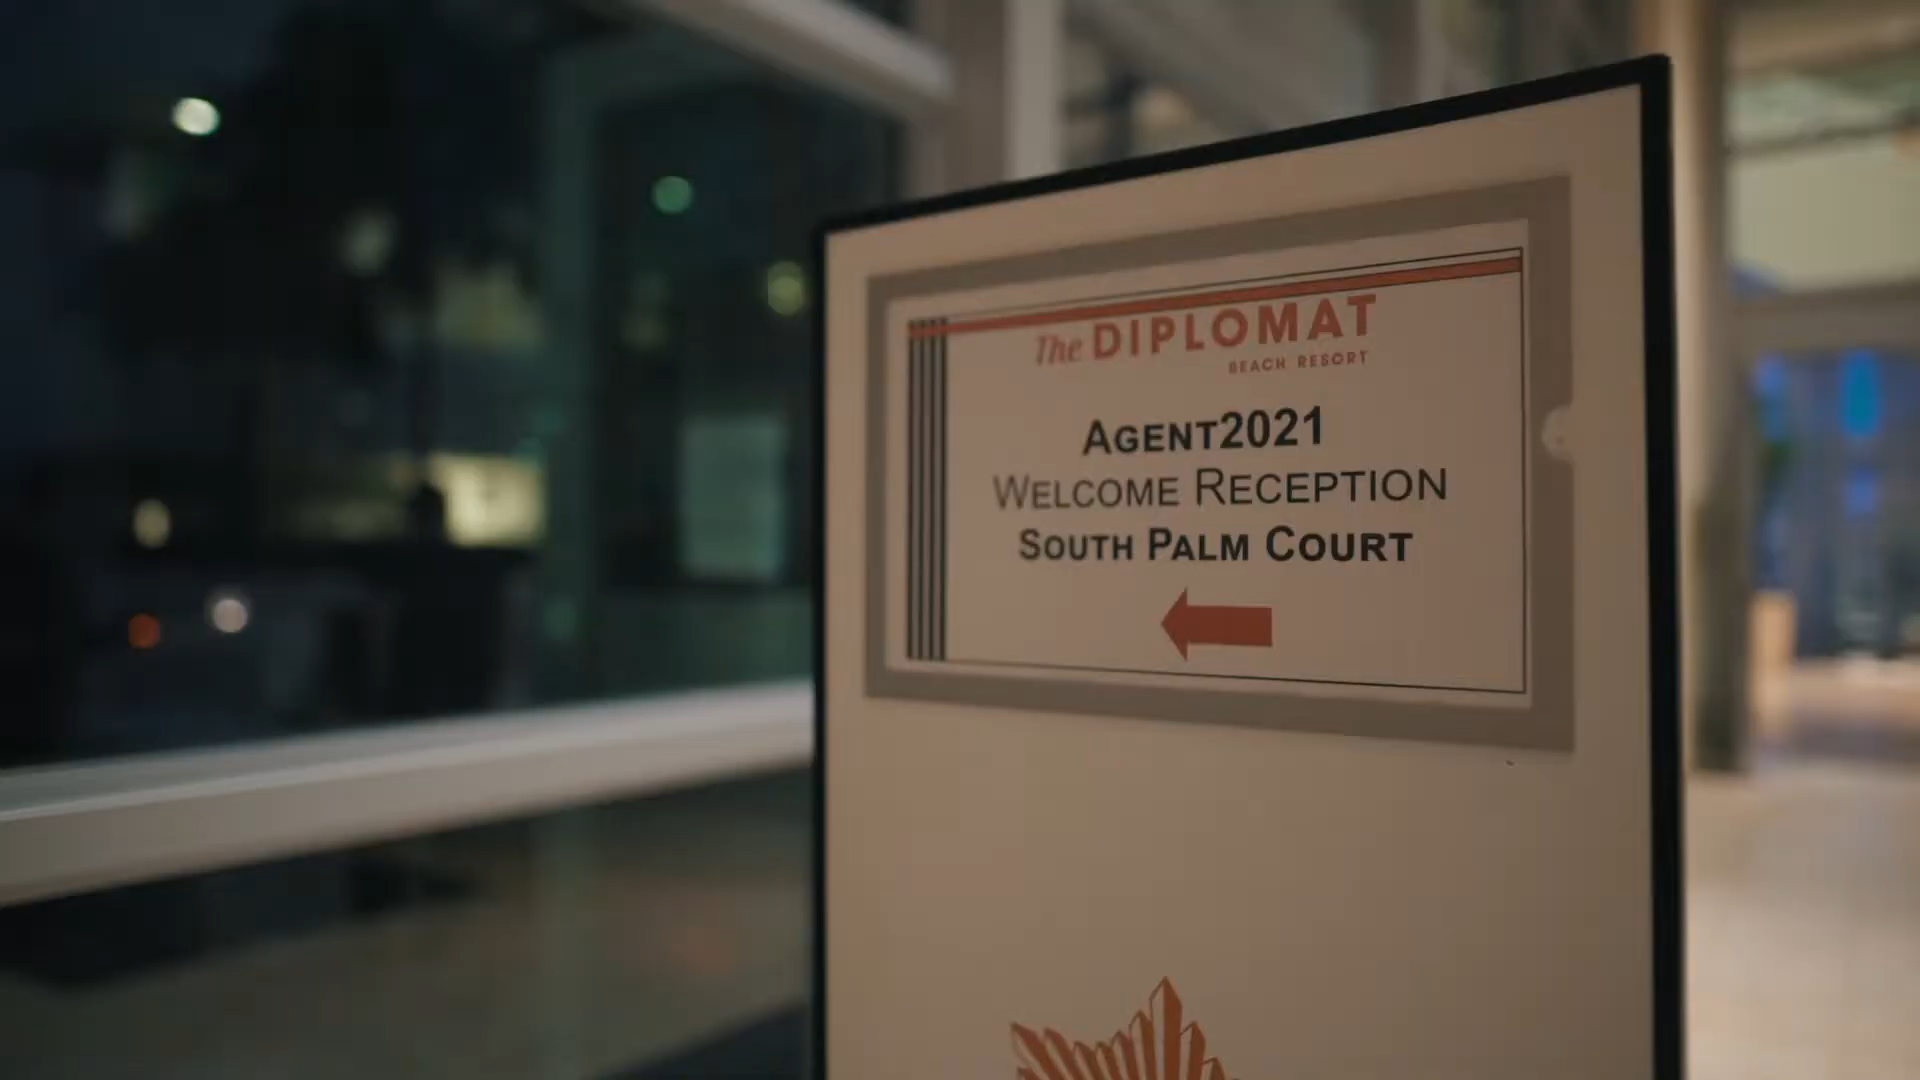 The DIPLOMAT
BEACH RESORT
AGENT2021
WELCOME RECEPTION
SOUTH PALM COURT